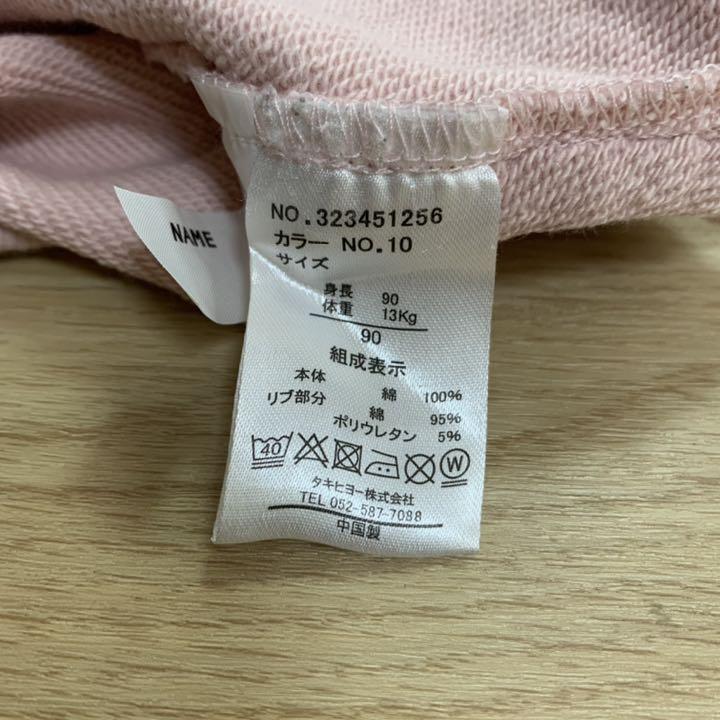 NAME
NO.323451256
カラー NO.10
サイズ
身長 90
体重 13Kg
90
組成表示
本体 綿 100%
リブ部分 綿 95%
ポリウレタン 5%
40 W
タキヒヨー株式会社
TEL 052-587-7088
中国製